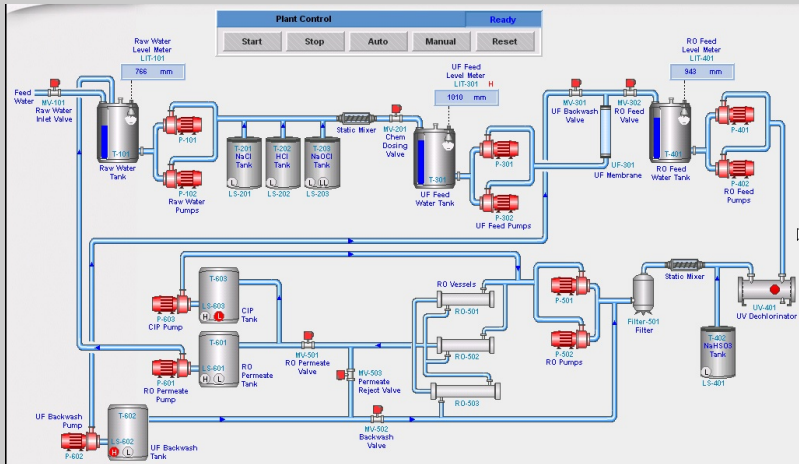 Plant Control
Ready
Start
Stop
Auto
Manual
Reset
Raw Water
Level Meter
LIT-101
766 mm
UF Feed
Level Meter
LIT-301 H
1010 mm
RO Feed
Level Meter
LIT-401
943 mm
Feed
Water
MV-101
Raw Water
Inlet Valve
T-101
Raw Water
Tank
P-101
P-102
Raw Water
Pumps
T-201
NaCl
Tank
L
LS-201
T-202
HCl
Tank
L
LS-202
T-203
NaOCl
Tank
L
LL
LS-203
Static Mixer
MV-201
Chem
Dosing
Valve
T-301
UF Feed
Water Tank
P-301
P-302
UF Feed Pumps
MV-301
UF Backwash
Valve
MV-302
RO Feed
Valve
UF-301
UF Membrane
T-401
RO Feed
Water Tank
P-401
P-402
RO Feed
Pumps
T-603
LS-603
H
L
CIP
Tank
P-603
CIP Pump
T-601
LS-601
H
L
RO
Permeate
Tank
P-601
RO Permeate
Pump
MV-501
RO Permeate
Valve
MV-503
Permeate
Reject Valve
RO Vessels
RO-501
RO-502
RO-503
P-501
P-502
RO Pumps
Filter-501
Filter
Static Mixer
T-402
NaHSO3
Tank
L
LS-401
UV-401
UV Dechlorinator
UF Backwash
Pump
P-602
T-602
LS-602
H
L
UF Backwash
Tank
MV-502
Backwash
Valve